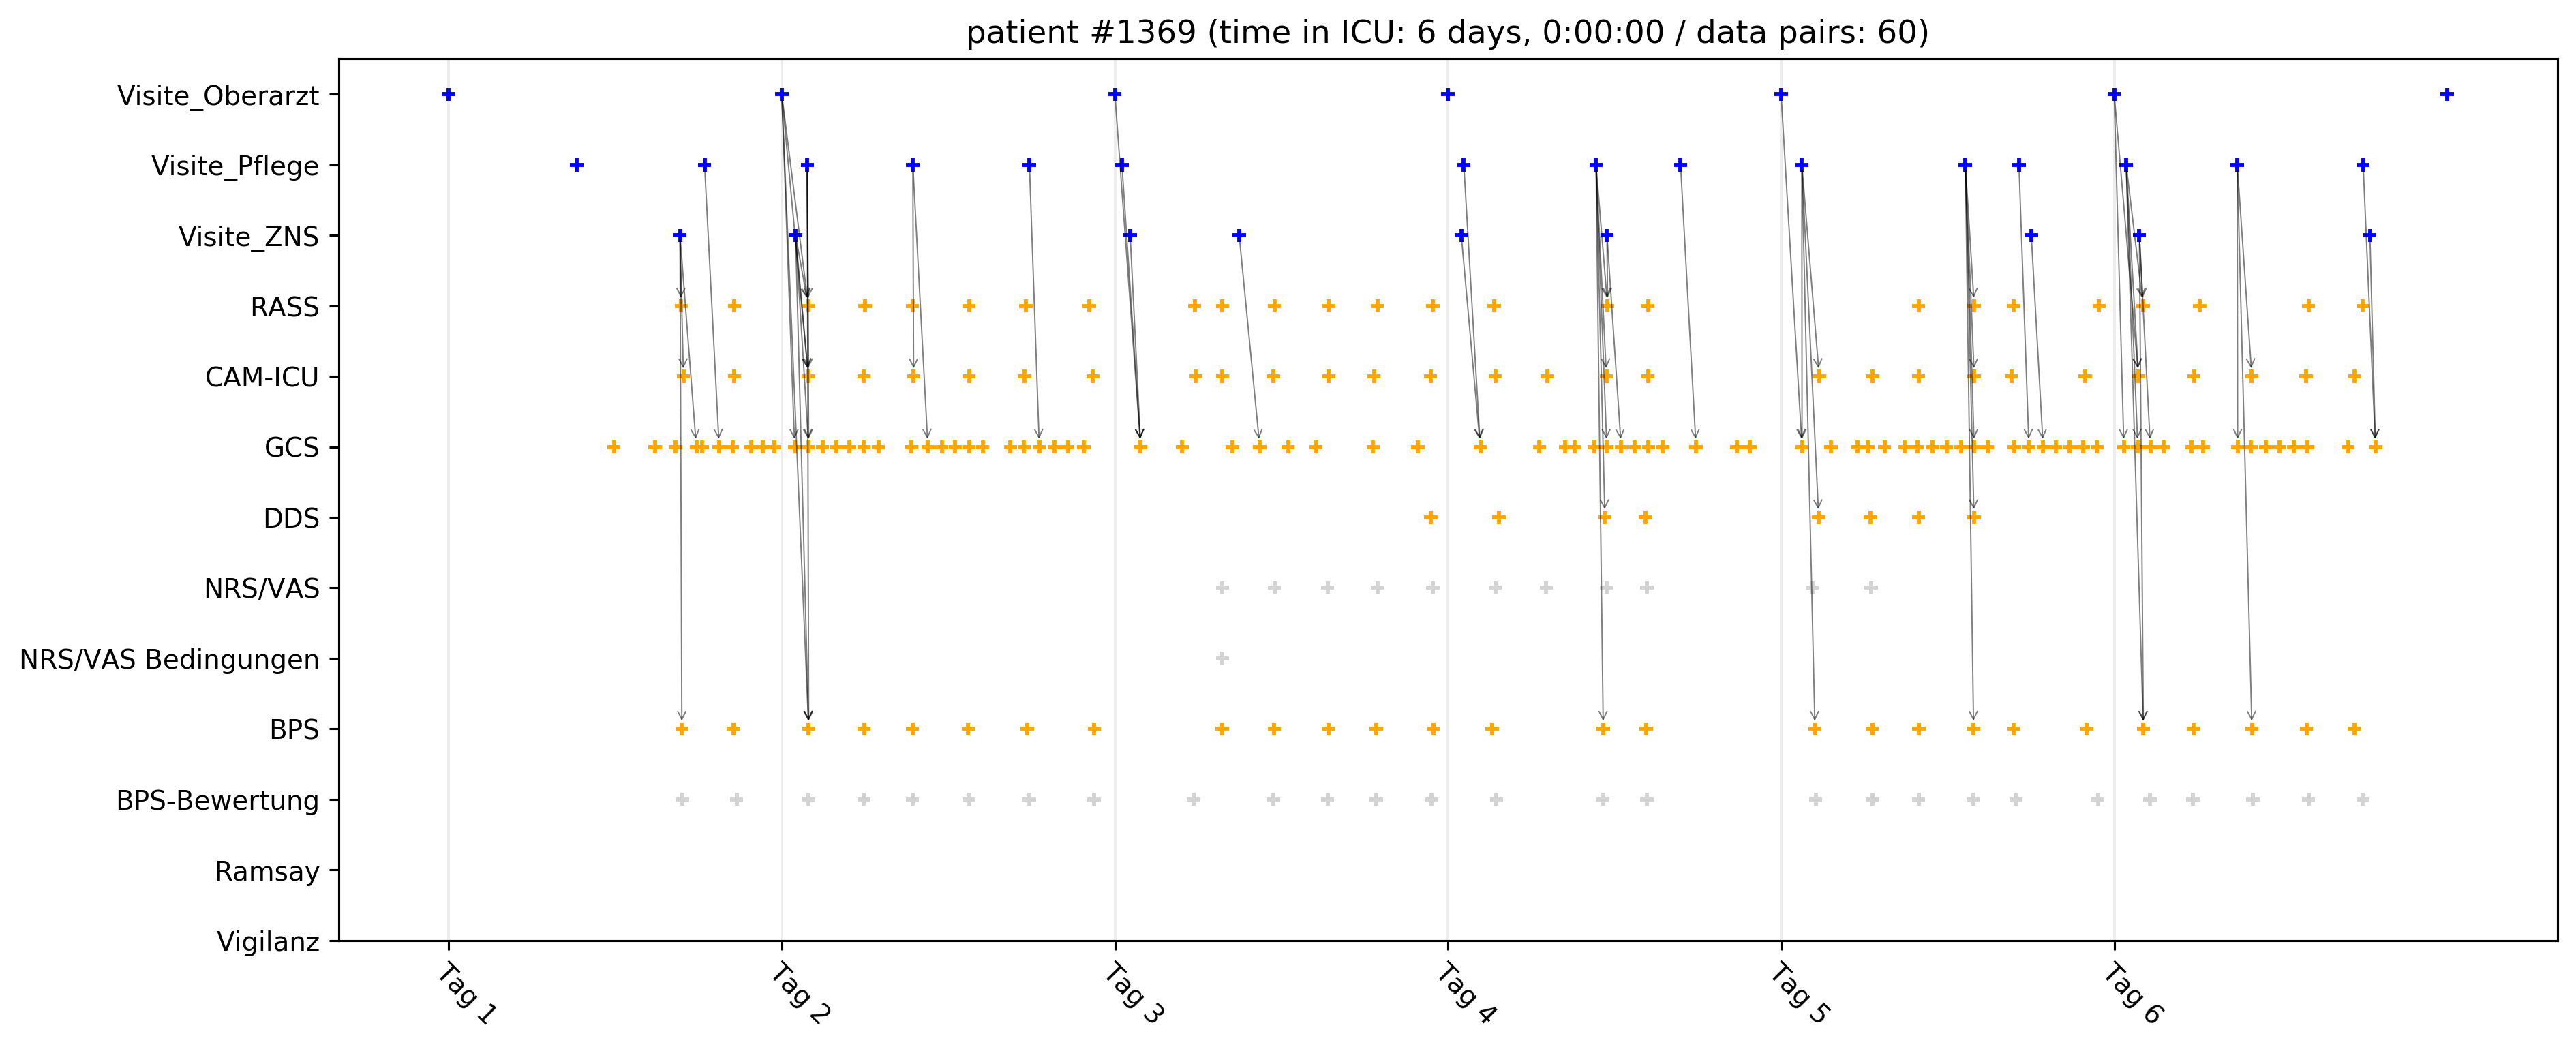 patient #1369 (time in ICU: 6 days, 0:00:00 / data pairs: 60)
Visite_Oberarzt
Visite_Pflege
Visite_ZNS
RASS
CAM-ICU
GCS
DDS
NRS/VAS
NRS/VAS Bedingungen
BPS
BPS-Bewertung
Ramsay
Vigilanz
Tag 1
Tag 2
Tag 3
Tag 4
Tag 5
Tag 6